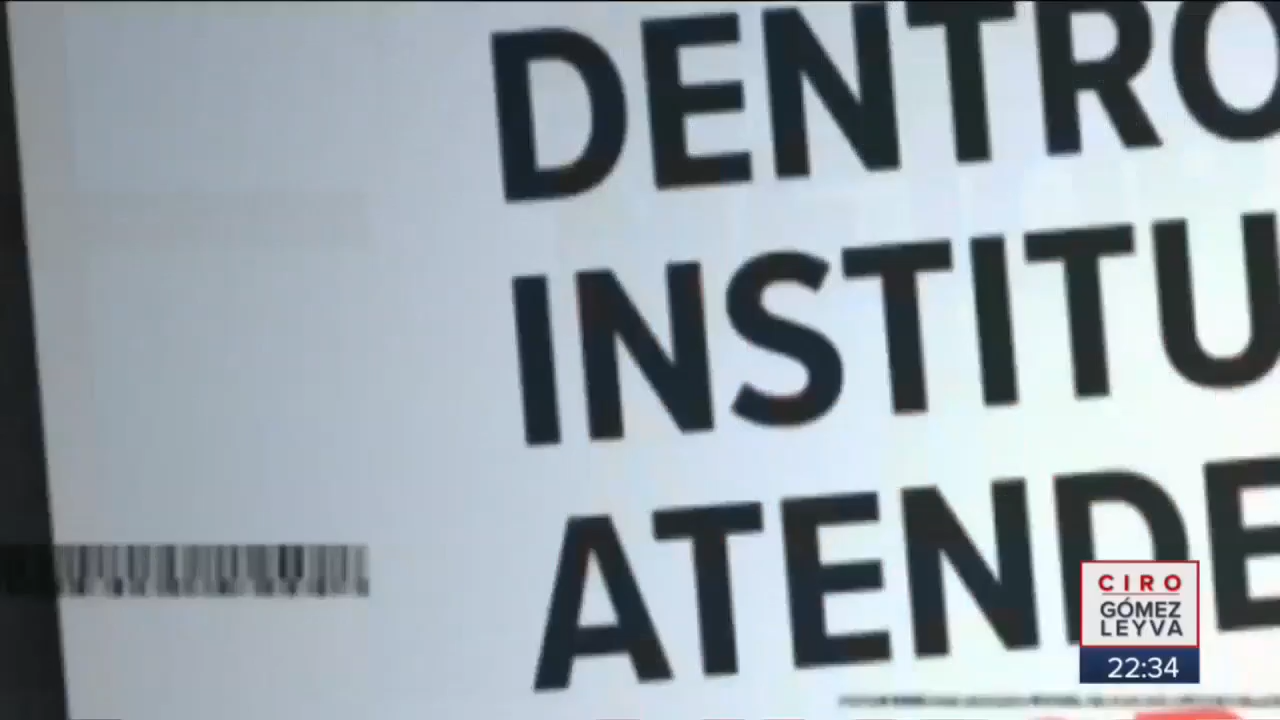 DENTRO
INSTITU
ATENDE
CIRO
GÓMEZ
LEYVA
22:34